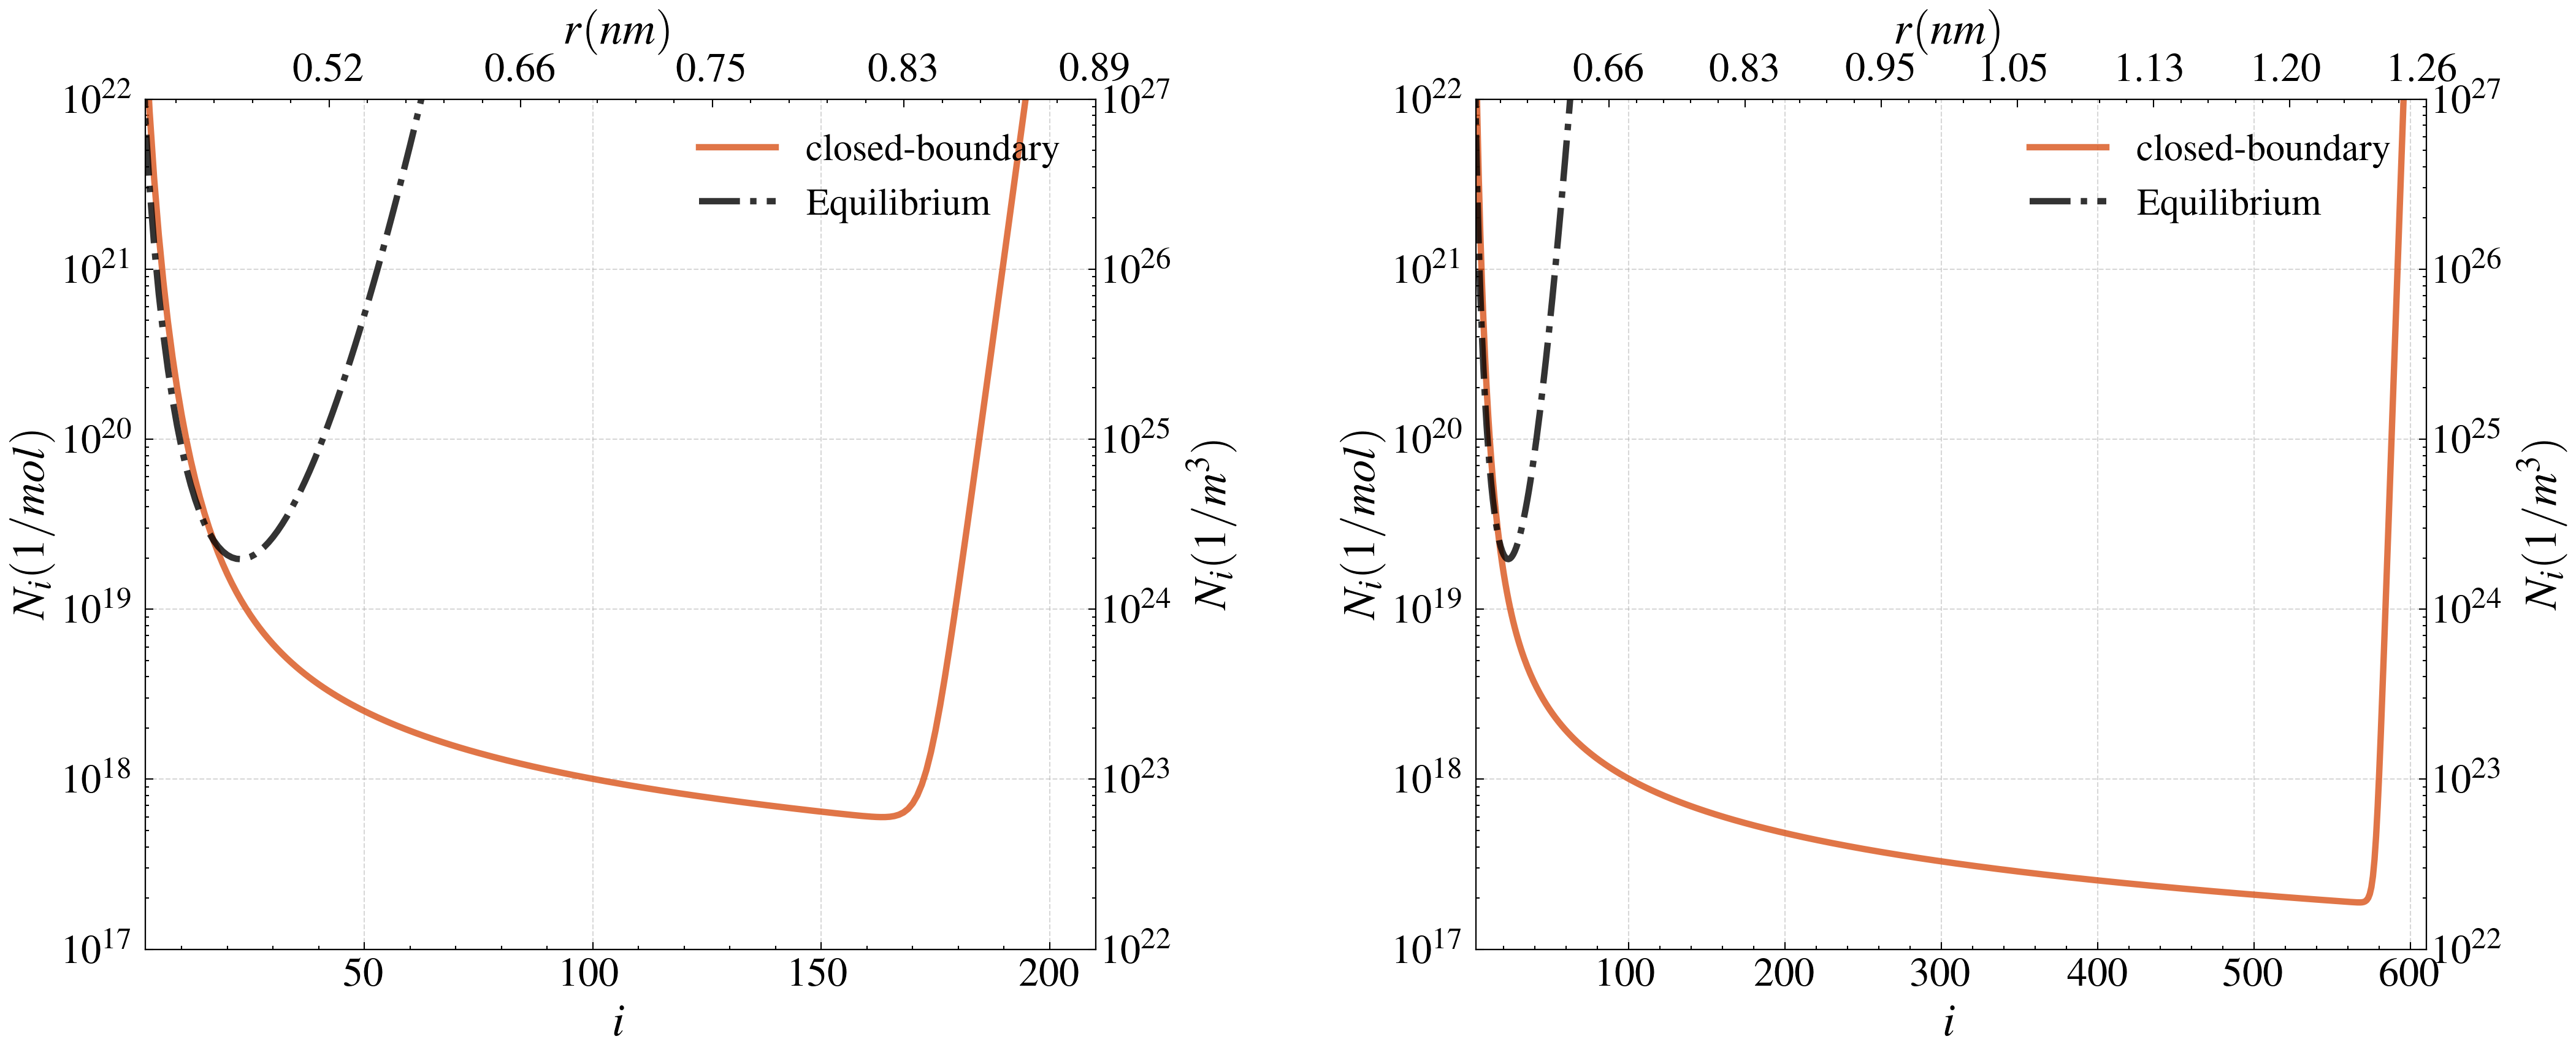 r(nm)
0.52 0.66 0.75 0.83 0.89
10^22
10^21
10^20
10^19
10^18
10^17
N_i(1/mol)
closed-boundary
Equilibrium
10^27
10^26
10^25
10^24
10^23
10^22
N_i(1/m^3)
50 100 150 200
i
r(nm)
0.66 0.83 0.95 1.05 1.13 1.20 1.26
10^22
10^21
10^20
10^19
10^18
10^17
N_i(1/mol)
closed-boundary
Equilibrium
10^27
10^26
10^25
10^24
10^23
10^22
N_i(1/m^3)
100 200 300 400 500 600
i